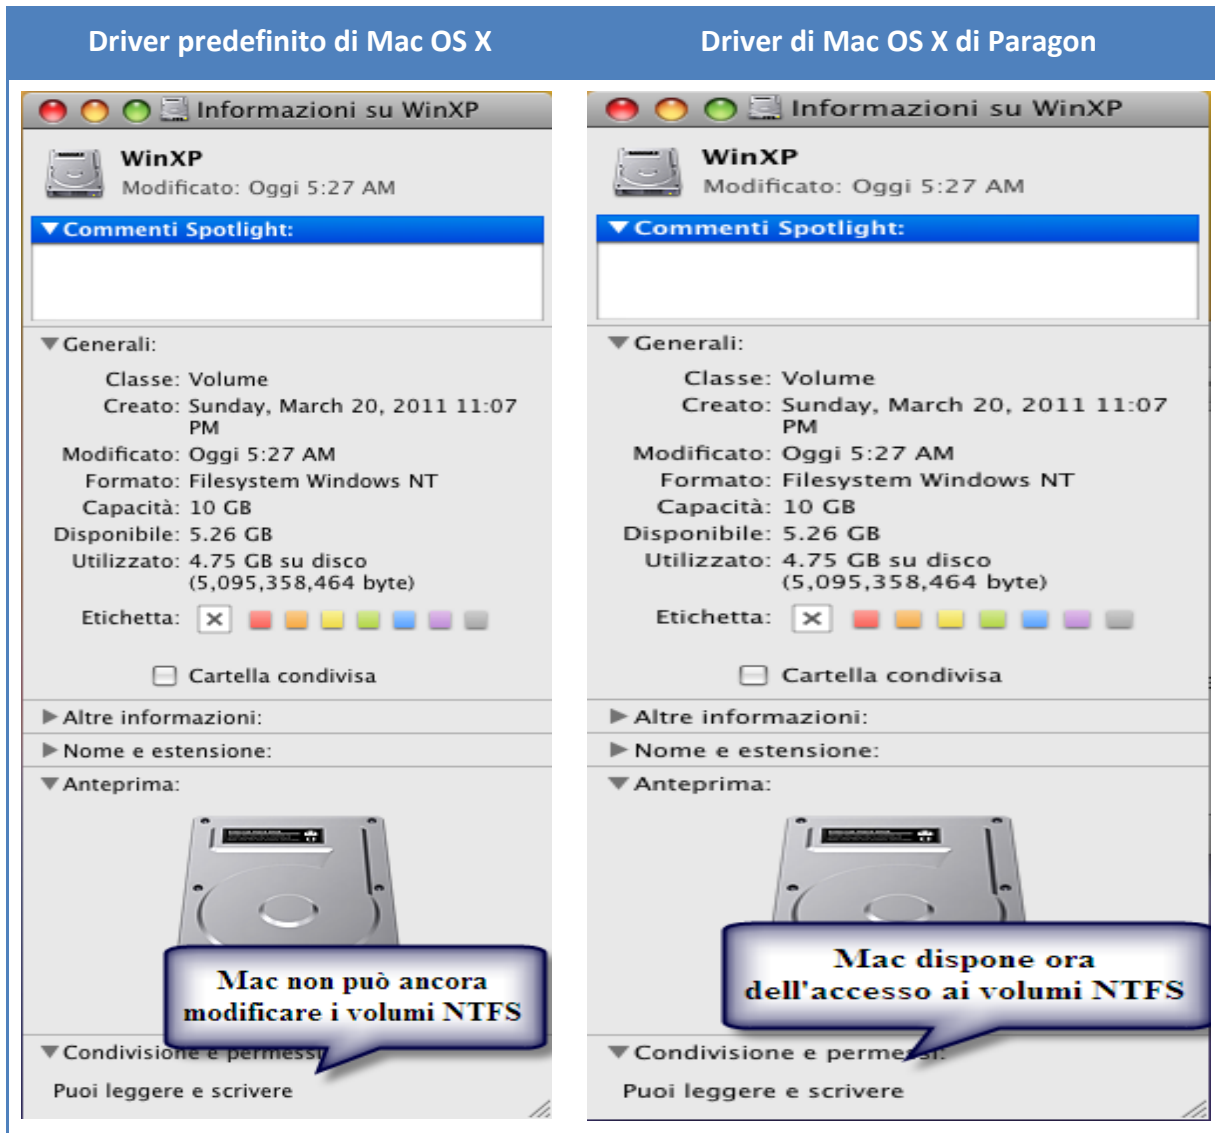 Driver predefinito di Mac OS X
Informazioni su WinXP
WinXP
Modificato: Oggi 5:27 AM
Commenti Spotlight:
Generali:
Classe: Volume
Creato: Sunday, March 20, 2011 11:07
PM
Modificato: Oggi 5:27 AM
Formato: Filesystem Windows NT
Capacità: 10 GB
Disponibile: 5.26 GB
Utilizzato: 4.75 GB su disco
(5,095,358,464 byte)
Etichetta:
Cartella condivisa
Altre informazioni:
Nome e estensione:
Anteprima:
Mac non può ancora
modificare i volumi NTFS
Condivisione e permessi
Puoi leggere e scrivere
Driver di Mac OS X di Paragon
Informazioni su WinXP
WinXP
Modificato: Oggi 5:27 AM
Commenti Spotlight:
Generali:
Classe: Volume
Creato: Sunday, March 20, 2011 11:07
PM
Modificato: Oggi 5:27 AM
Formato: Filesystem Windows NT
Capacità: 10 GB
Disponibile: 5.26 GB
Utilizzato: 4.75 GB su disco
(5,095,358,464 byte)
Etichetta:
Cartella condivisa
Altre informazioni:
Nome e estensione:
Anteprima:
Mac dispone ora
dell'accesso ai volumi NTFS
Condivisione e permessi:
Puoi leggere e scrivere